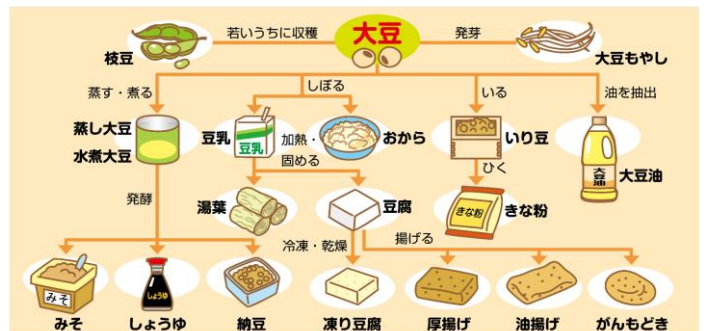 大豆
若いうちに収穫
発芽
枝豆
大豆もやし
蒸す・煮る
しぼる
いる
油を抽出
蒸し大豆
水煮大豆
豆乳
豆乳
加熱・
固める
おから
いり豆
大豆油
大豆油
ひく
発酵
湯葉
豆腐
きな粉
きな粉
冷凍・乾燥
揚げる
みそ
しょうゆ
みそ
しょうゆ
納豆
凍り豆腐
厚揚げ
油揚げ
がんもどき